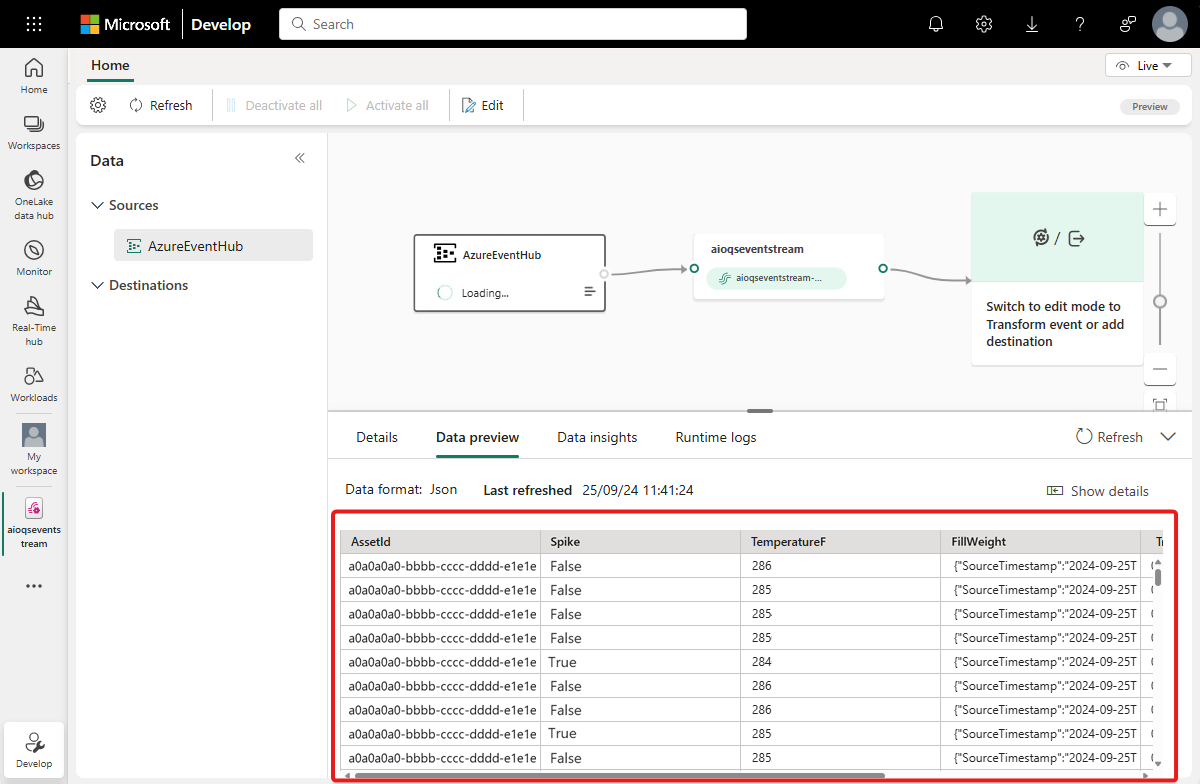 Microsoft
Develop
Search
Home
Live
Refresh
Deactivate all
Activate all
Edit
Preview
Home
Workspaces
OneLake
data hub
Monitor
Real-Time
hub
Workloads
My
workspace
aioqsevents
tream
Develop
Data
Sources
AzureEventHub
Destinations
AzureEventHub
Loading...
aioqseventstream
aioqseventstream-...
/
Switch to edit mode to
Transform event or add
destination
Details
Data preview
Data insights
Runtime logs
Refresh
Data format: Json
Last refreshed 25/09/24 11:41:24
Show details
AssetId Spike TemperatureF FillWeight
a0a0a0a0-bbbb-cccc-dddd-e1e1e False 286 {"SourceTimestamp":"2024-09-25T
a0a0a0a0-bbbb-cccc-dddd-e1e1e False 285 {"SourceTimestamp":"2024-09-25T
a0a0a0a0-bbbb-cccc-dddd-e1e1e False 285 {"SourceTimestamp":"2024-09-25T
a0a0a0a0-bbbb-cccc-dddd-e1e1e False 285 {"SourceTimestamp":"2024-09-25T
a0a0a0a0-bbbb-cccc-dddd-e1e1e True 284 {"SourceTimestamp":"2024-09-25T
a0a0a0a0-bbbb-cccc-dddd-e1e1e False 286 {"SourceTimestamp":"2024-09-25T
a0a0a0a0-bbbb-cccc-dddd-e1e1e False 286 {"SourceTimestamp":"2024-09-25T
a0a0a0a0-bbbb-cccc-dddd-e1e1e True 285 {"SourceTimestamp":"2024-09-25T
a0a0a0a0-bbbb-cccc-dddd-e1e1e False 285 {"SourceTimestamp":"2024-09-25T